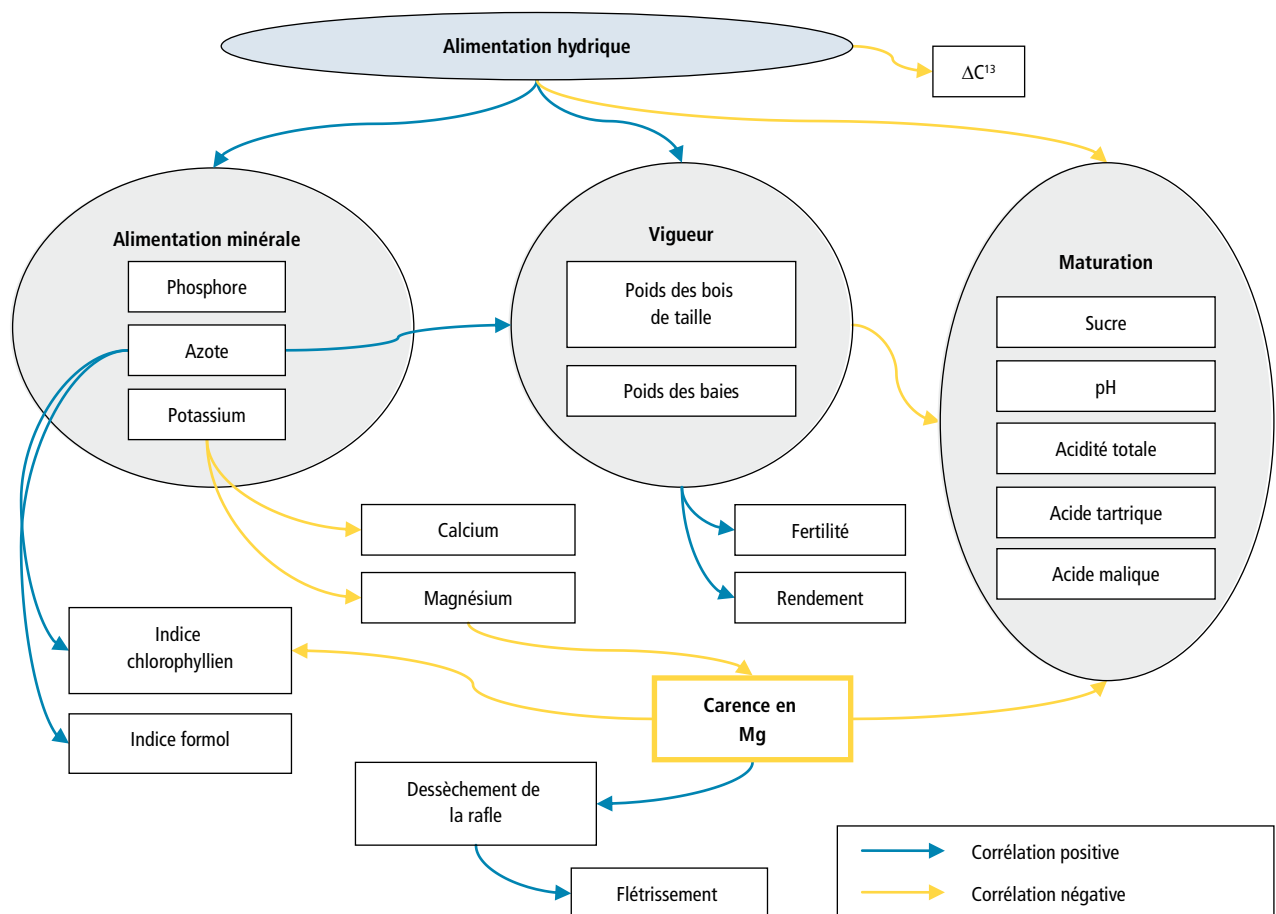 Alimentation hydrique
ΔC¹³
Alimentation minérale
Phosphore
Azote
Potassium
Vigueur
Poids des bois
de taille
Poids des baies
Maturation
Sucre
pH
Acidité totale
Acide tartrique
Acide malique
Calcium
Magnésium
Fertilité
Rendement
Indice
chlorophyllien
Indice formol
Carence en
Mg
Dessèchement de
la rafle
Flétrissement
Corrélation positive
Corrélation négative